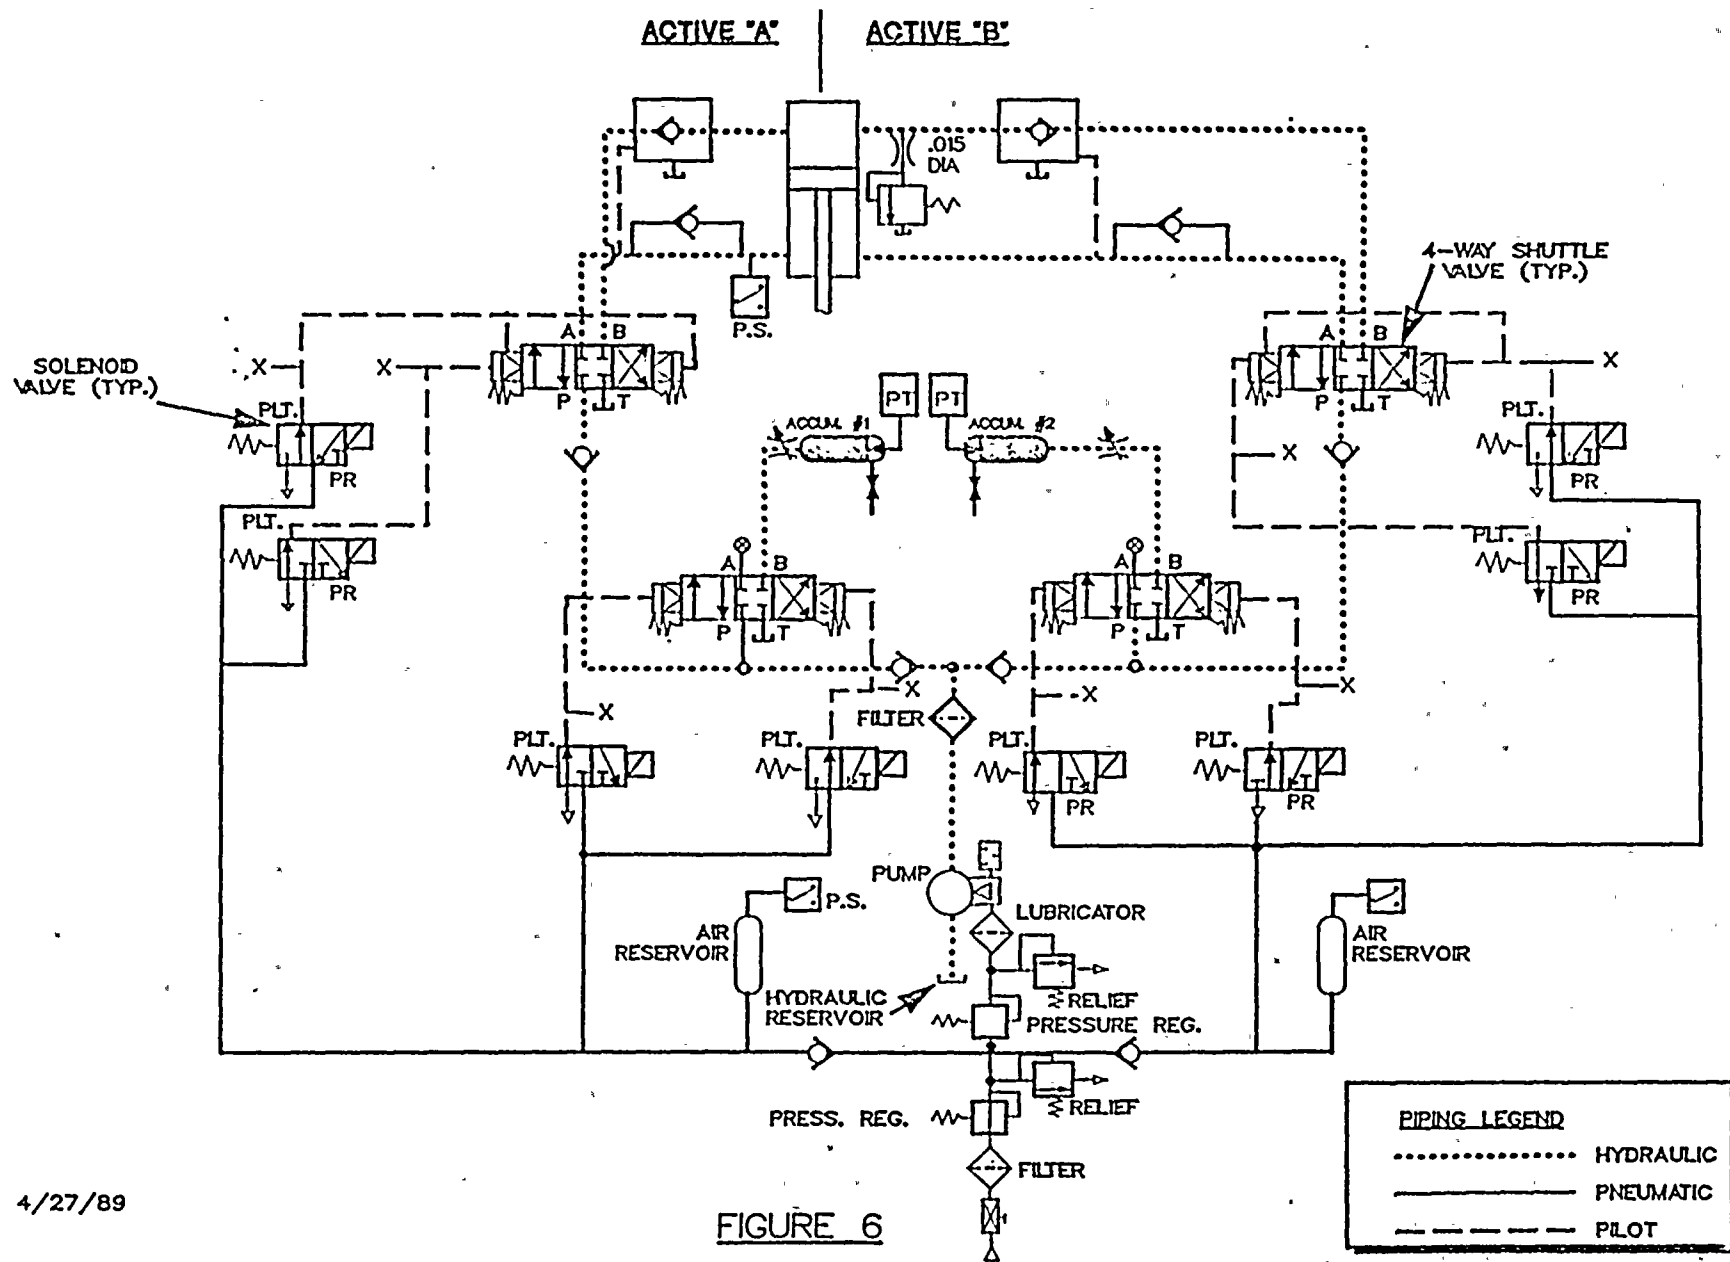 ACTIVE "A"
ACTIVE "B"
.015
DIA
P.S.
4-WAY SHUTTLE
VALVE (TYP.)
SOLENOID
VALVE (TYP.)
A
B
P
T
X
X
PLT.
PR
PLT.
PR
A
B
P
T
X
X
PLT.
PR
PLT.
PR
PT
PT
ACCUM. #1
ACCUM. #2
A
B
P
T
A
B
P
T
X
X
X
X
FILTER
PLT.
PLT.
PLT.
PR
PLT.
PR
PUMP
P.S.
LUBRICATOR
AIR
RESERVOIR
AIR
RESERVOIR
HYDRAULIC
RESERVOIR
RELIEF
PRESSURE REG.
RELIEF
PRESS. REG.
FILTER
PIPING LEGEND
HYDRAULIC
PNEUMATIC
PILOT
4/27/89
FIGURE 6